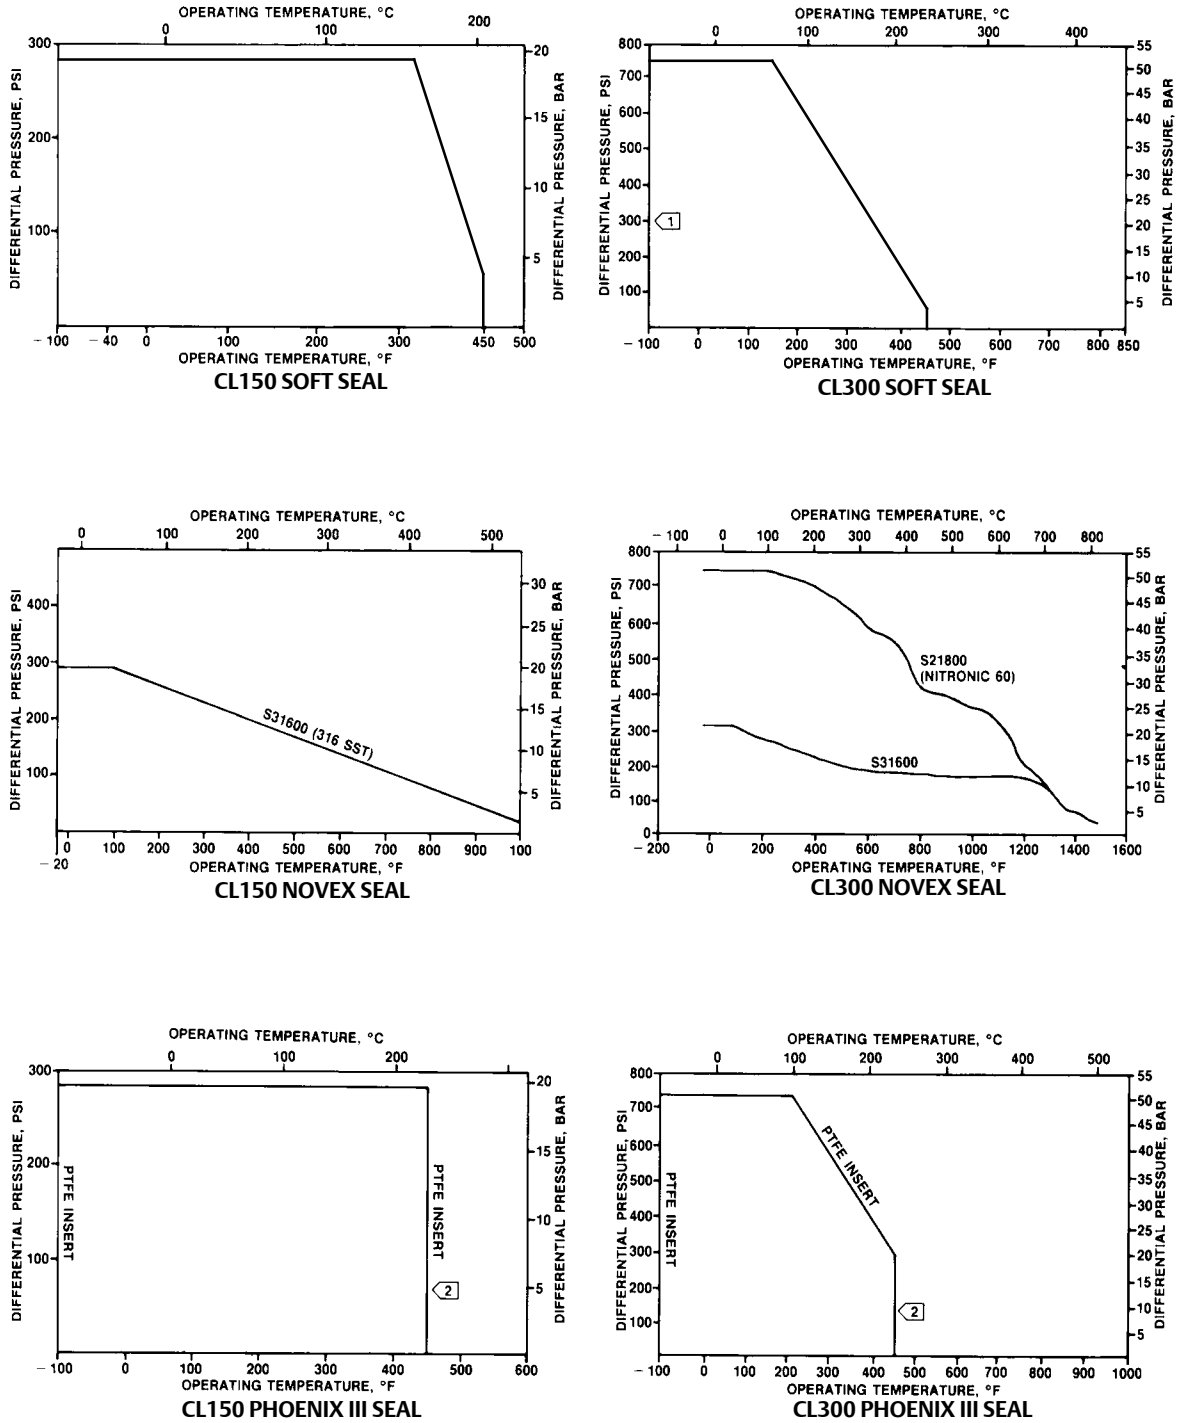 OPERATING TEMPERATURE, °C
0 100 200
300
200
100
DIFFERENTIAL PRESSURE, PSI
20
15
10
5
DIFFERENTIAL PRESSURE, BAR
– 100 – 40 0 100 200 300 400 450 500
OPERATING TEMPERATURE, °F
CL150 SOFT SEAL
OPERATING TEMPERATURE, °C
0 100 200 300 400
800
700
600
500
400
300
200
100
1
DIFFERENTIAL PRESSURE, PSI
55
50
45
40
35
30
25
20
15
10
5
DIFFERENTIAL PRESSURE, BAR
– 100 0 100 200 300 400 500 600 700 800 850
OPERATING TEMPERATURE, °F
CL300 SOFT SEAL
OPERATING TEMPERATURE, °C
0 100 200 300 400 500
400
300
200
100
DIFFERENTIAL PRESSURE, PSI
S31600 (316 SST)
30
25
20
15
10
5
DIFFERENTIAL PRESSURE, BAR
– 20 0 100 200 300 400 500 600 700 800 900 100
OPERATING TEMPERATURE, °F
CL150 NOVEX SEAL
OPERATING TEMPERATURE, °C
– 100 0 100 200 300 400 500 600 700 800
800
700
600
500
400
300
200
100
0
DIFFERENTIAL PRESSURE, PSI
S21800
(NITRONIC 60)
S31600
55
50
45
40
35
30
25
20
15
10
5
DIFFERENTIAL PRESSURE, BAR
– 200 0 200 400 600 800 1000 1200 1400 1600
OPERATING TEMPERATURE, °F
CL300 NOVEX SEAL
OPERATING TEMPERATURE, °C
0 100 200
300
200
100
DIFFERENTIAL PRESSURE, PSI
PTFE INSERT
PTFE INSERT
2
20
15
10
5
DIFFERENTIAL PRESSURE, BAR
– 100 0 100 200 300 400 500 600
OPERATING TEMPERATURE, °F
CL150 PHOENIX III SEAL
OPERATING TEMPERATURE, °C
0 100 200 300 400 500
800
700
600
500
400
300
200
100
DIFFERENTIAL PRESSURE, PSI
PTFE INSERT
PTFE INSERT
2
55
50
45
40
35
30
25
20
15
10
5
DIFFERENTIAL PRESSURE, BAR
– 100 0 100 200 300 400 500 600 700 800 900 1000
OPERATING TEMPERATURE, °F
CL300 PHOENIX III SEAL